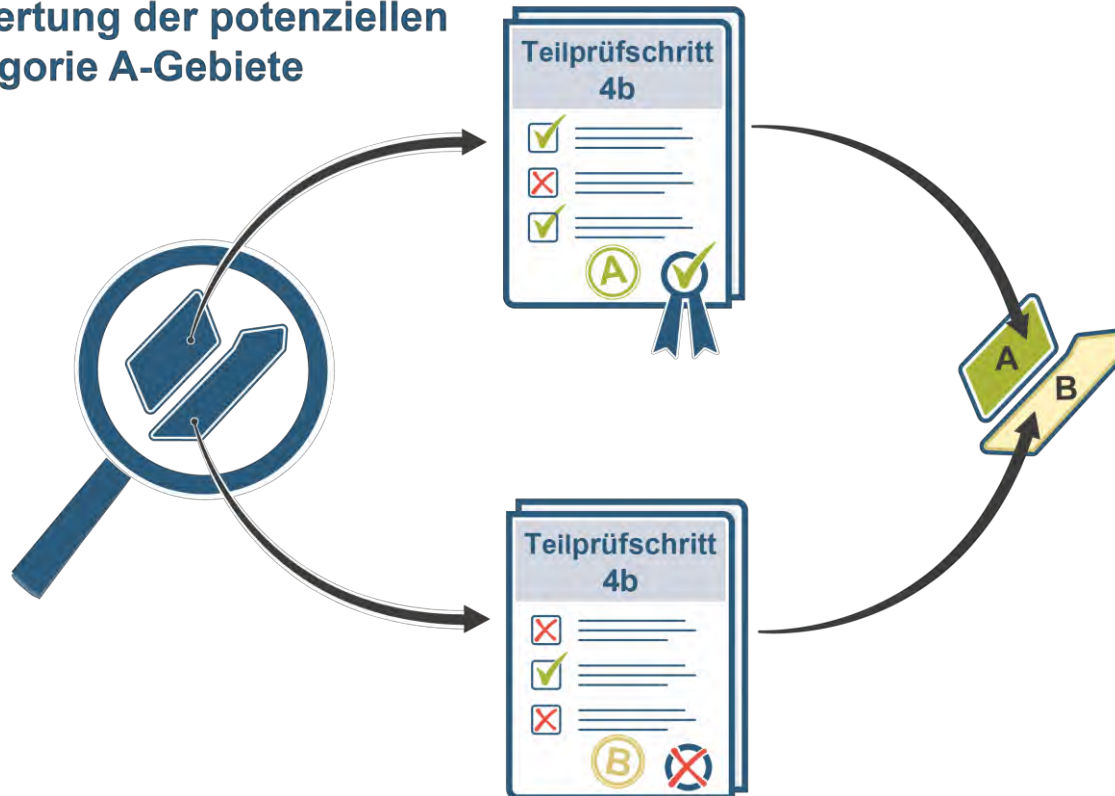 ertung der potenziellen
gorie A-Gebiete
Teilprüfschritt
4b
A
A
B
Teilprüfschritt
4b
B